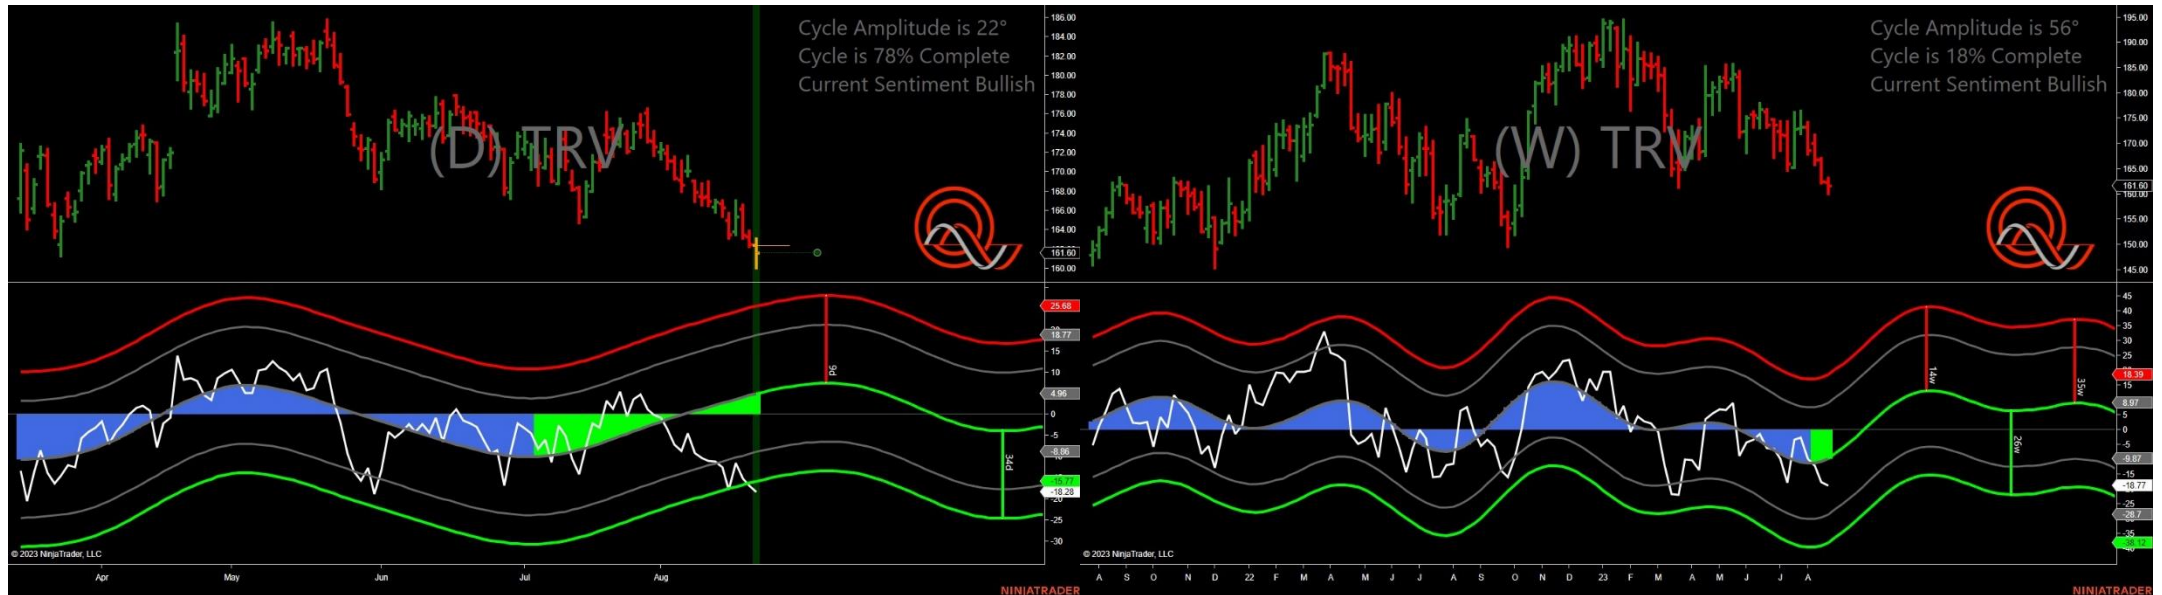 Cycle Amplitude is 22°
Cycle is 78% Complete
Current Sentiment Bullish
(D) TRV
186.00
184.00
182.00
180.00
178.00
176.00
174.00
172.00
170.00
168.00
166.00
164.00
161.60
160.00
25.68
18.77
15
10
4.96
0
-5
-8.86
-15.77
-18.28
-25
-30
9d
34d
© 2023 NinjaTrader, LLC
Apr May Jun Jul Aug
NINJATRADER
Cycle Amplitude is 56°
Cycle is 18% Complete
Current Sentiment Bullish
(W) TRV
195.00
190.00
185.00
180.00
175.00
170.00
165.00
161.60
160.00
155.00
150.00
145.00
45
40
35
30
25
18.39
15
8.97
5
0
-5
-9.87
-15
-18.77
-28.7
-38.12
14w
26w
35w
© 2023 NinjaTrader, LLC
A S O N D 22 F M A M J J A S O N D 23 F M A M J J A
NINJATRADER